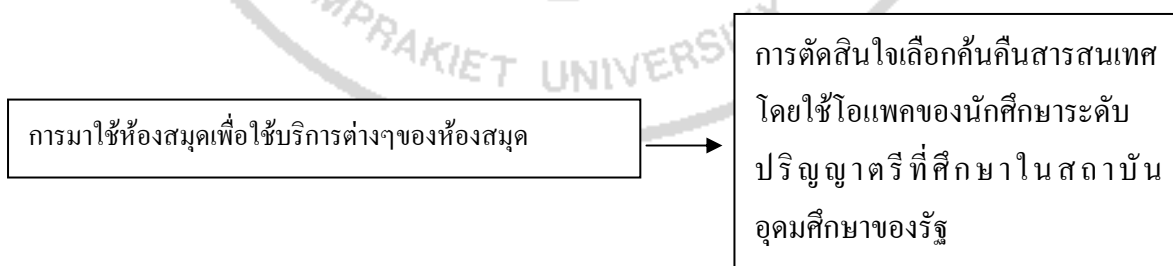 MPRAKIET UNIVERSITY
การมาใช้ห้องสมุดเพื่อใช้บริการต่างๆของห้องสมุด
การตัดสินใจเลือกค้นคืนสารสนเทศ
โดยใช้โอแพคของนักศึกษาระดับ
ปริญญาตรีที่ศึกษาในสถาบัน
อุดมศึกษาของรัฐ